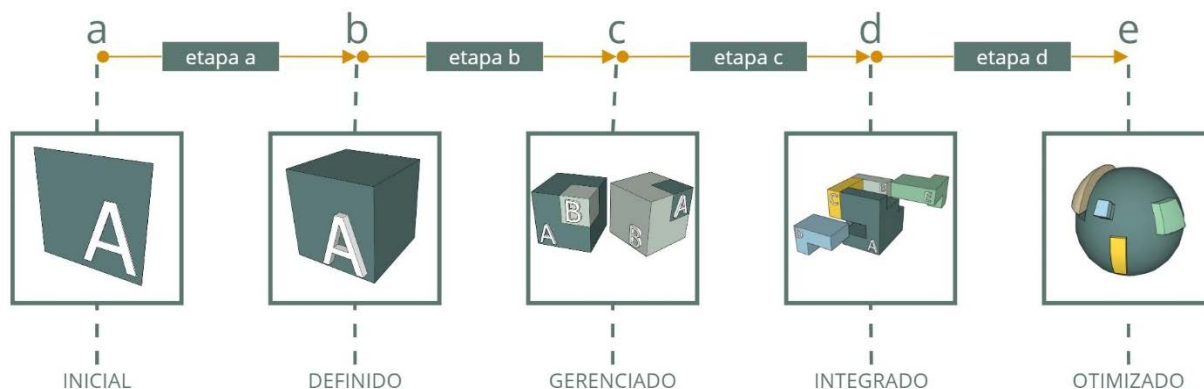 a b c d e
etapa a etapa b etapa c etapa d
A A B A A B C B E D A
INICIAL DEFINIDO GERENCIADO INTEGRADO OTIMIZADO